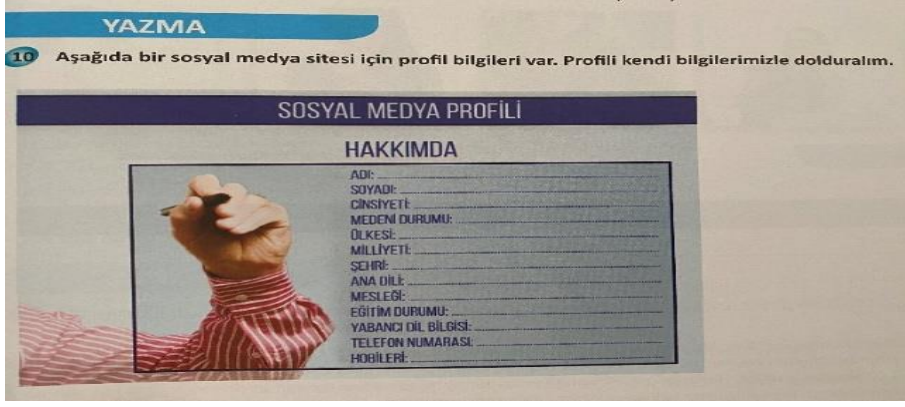 YAZMA
10 Aşağıda bir sosyal medya sitesi için profil bilgileri var. Profili kendi bilgilerimizle dolduralım.
SOSYAL MEDYA PROFİLİ
HAKKIMDA
ADI:
SOYADI:
CİNSİYETİ:
MEDENİ DURUMU:
ÜLKESİ:
MİLLİYETİ:
ŞEHRİ:
ANA DİLİ:
MESLEĞİ:
EĞİTİM DURUMU:
YABANCI DİL BİLGİSİ:
TELEFON NUMARASI:
HOBİLERİ: